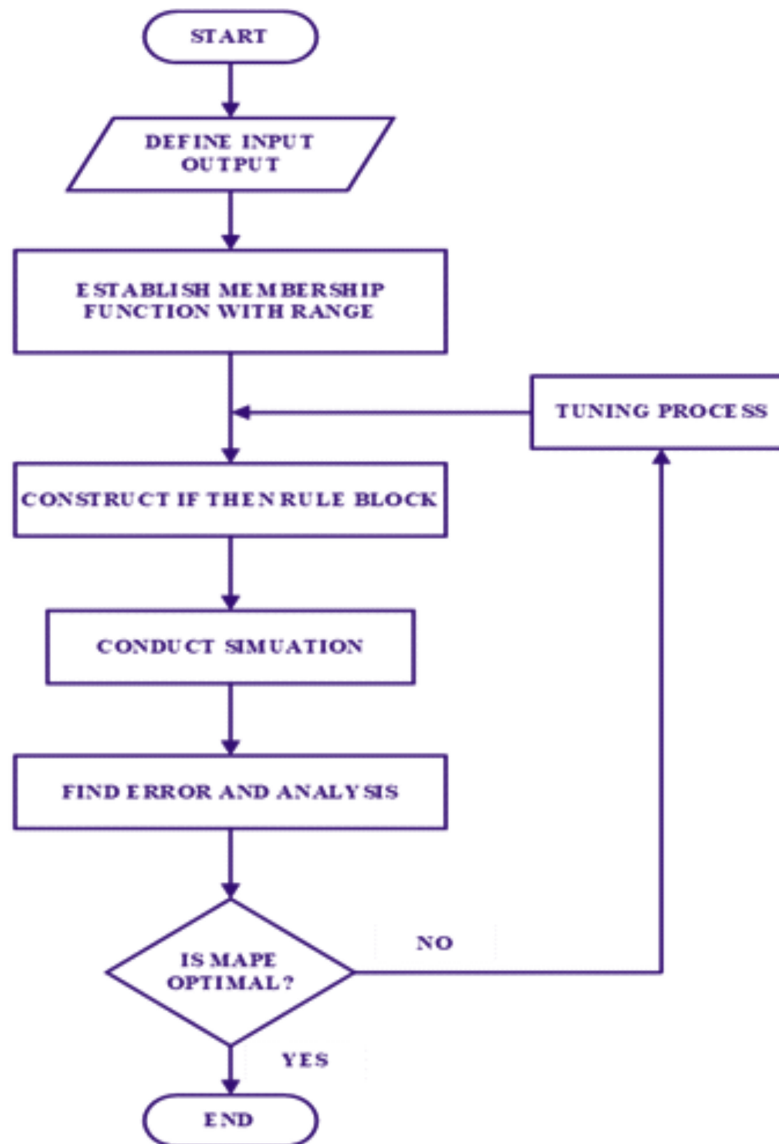 START
DEFINE INPUT
OUTPUT
ESTABLISH MEMBERSHIP
FUNCTION WITH RANGE
TUNING PROCESS
CONSTRUCT IF THEN RULE BLOCK
CONDUCT SIMUATION
FIND ERROR AND ANALYSIS
IS MAPE
OPTIMAL?
NO
YES
END